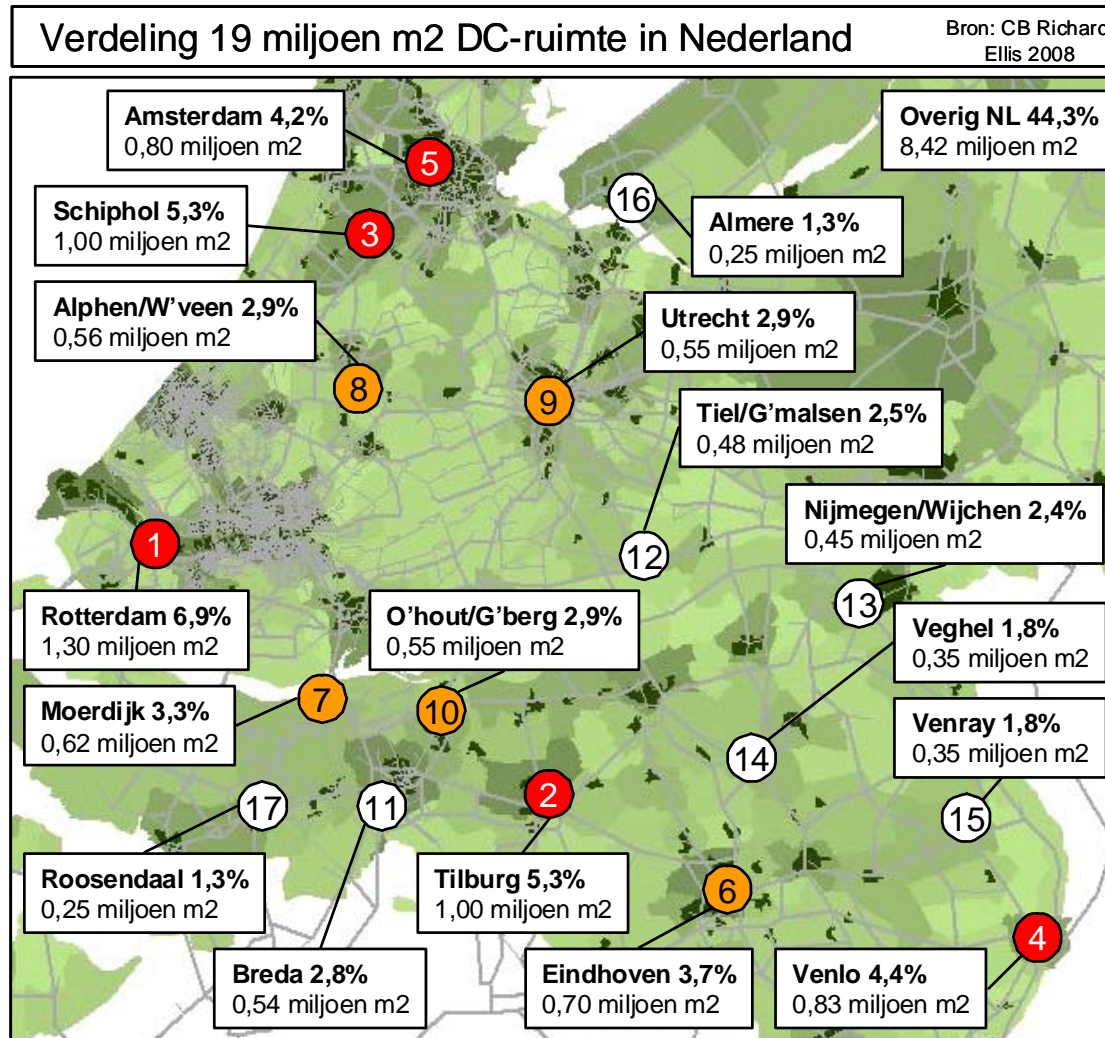 Verdeling 19 miljoen m2 DC-ruimte in Nederland
Bron: CB Richard
Ellis 2008
Amsterdam 4,2%
0,80 miljoen m2
Overig NL 44,3%
8,42 miljoen m2
5
16
Schiphol 5,3%
1,00 miljoen m2
3
Almere 1,3%
0,25 miljoen m2
Alphen/W'veen 2,9%
0,56 miljoen m2
Utrecht 2,9%
0,55 miljoen m2
8
9
Tiel/G'malsen 2,5%
0,48 miljoen m2
Nijmegen/Wijchen 2,4%
0,45 miljoen m2
1
12
13
Rotterdam 6,9%
1,30 miljoen m2
O'hout/G'berg 2,9%
0,55 miljoen m2
Veghel 1,8%
0,35 miljoen m2
7
10
Moerdijk 3,3%
0,62 miljoen m2
Venray 1,8%
0,35 miljoen m2
14
17
11
2
15
Roosendaal 1,3%
0,25 miljoen m2
Tilburg 5,3%
1,00 miljoen m2
6
4
Breda 2,8%
0,54 miljoen m2
Eindhoven 3,7%
0,70 miljoen m2
Venlo 4,4%
0,83 miljoen m2